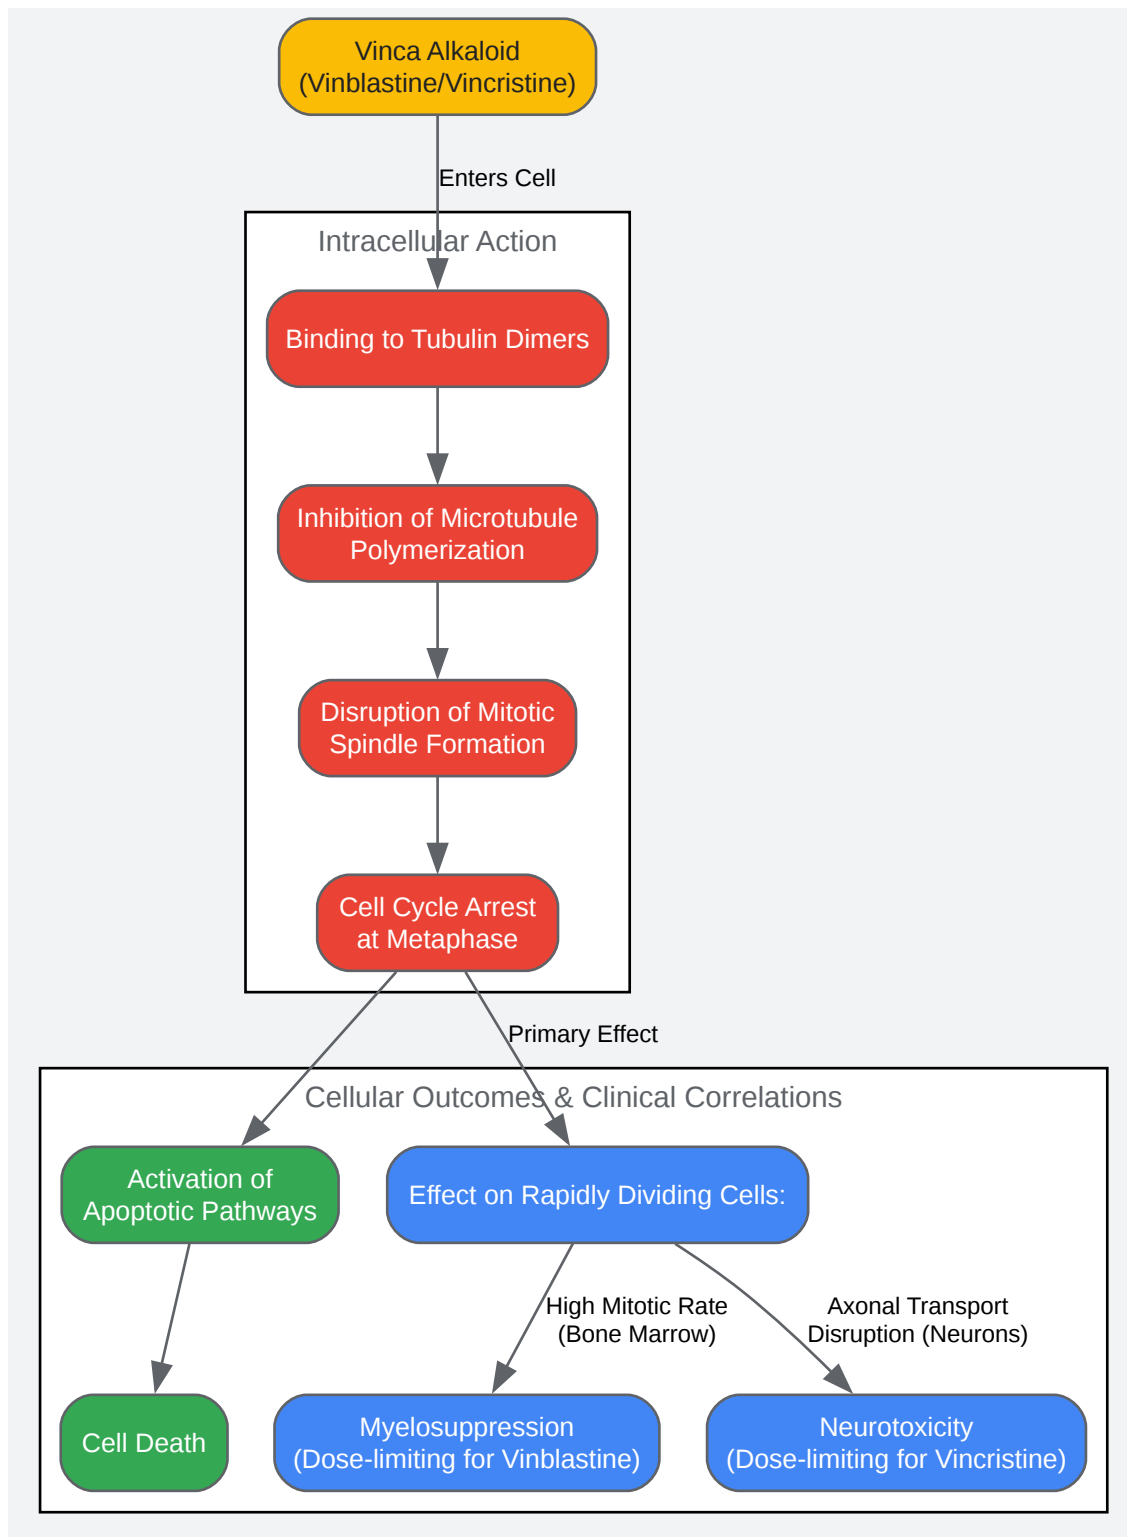 Vinca Alkaloid
(Vinblastine/Vincristine)
Enters Cell
Intracellular Action
Binding to Tubulin Dimers
Inhibition of Microtubule
Polymerization
Disruption of Mitotic
Spindle Formation
Cell Cycle Arrest
at Metaphase
Primary Effect
Cellular Outcomes & Clinical Correlations
Activation of
Apoptotic Pathways
Effect on Rapidly Dividing Cells:
High Mitotic Rate
(Bone Marrow)
Axonal Transport
Disruption (Neurons)
Cell Death
Myelosuppression
(Dose-limiting for Vinblastine)
Neurotoxicity
(Dose-limiting for Vincristine)